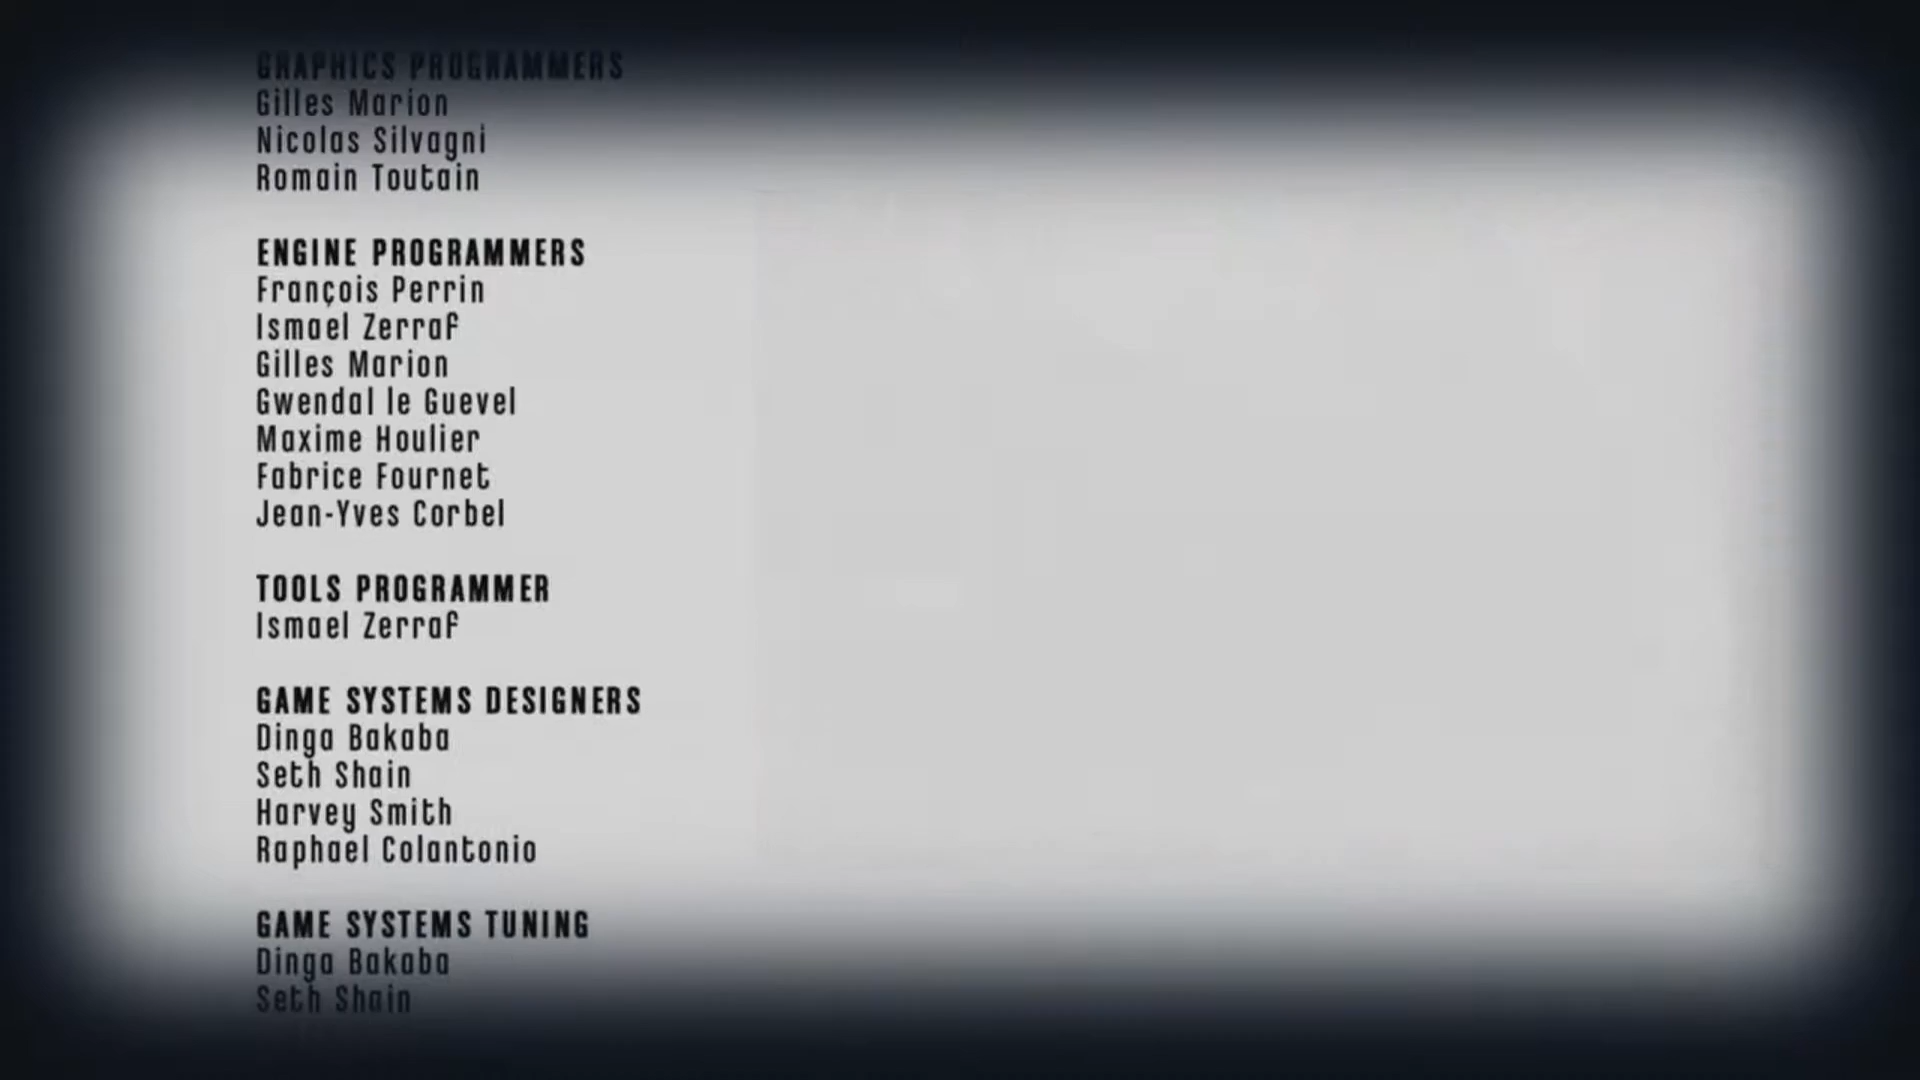 GRAPHICS PROGRAMMERS
Gilles Marion
Nicolas Silvagni
Romain Toutain
ENGINE PROGRAMMERS
François Perrin
Ismael Zerraf
Gilles Marion
Gwendal le Guevel
Maxime Houlier
Fabrice Fournet
Jean-Yves Corbel
TOOLS PROGRAMMER
Ismael Zerraf
GAME SYSTEMS DESIGNERS
Dinga Bakaba
Seth Shain
Harvey Smith
Raphael Colantonio
GAME SYSTEMS TUNING
Dinga Bakaba
Seth Shain